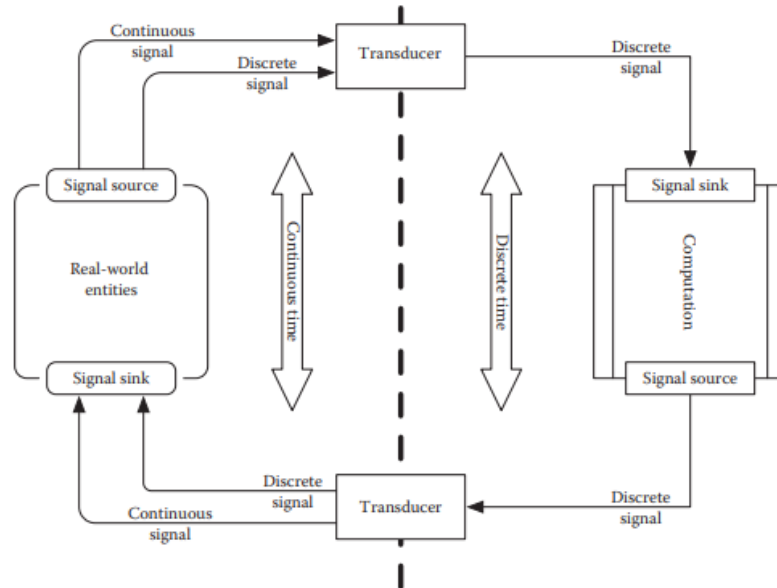 Continuous
signal
Transducer
Discrete
signal
Discrete
signal
Signal source
Signal sink
Real-world
entities
Continuous time
Discrete time
Computation
Signal sink
Signal source
Discrete
signal
Continuous
signal
Transducer
Discrete
signal